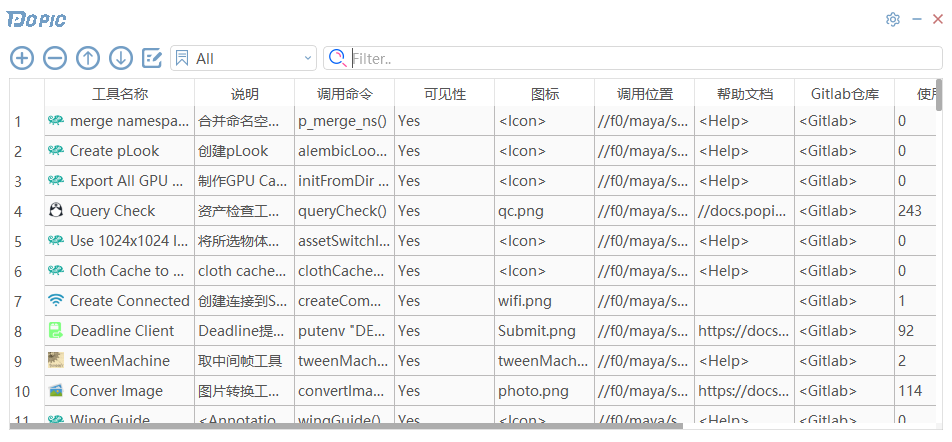 POPIC
All Filter..
工具名称 说明 调用命令 可见性 图标 调用位置 帮助文档 Gitlab仓库 使用
1 merge namespa... 合并命名空... p_merge_ns() Yes <Icon> //f0/maya/s... <Help> <Gitlab> 0
2 Create pLook 创建pLook alembicLoo... Yes <Icon> //f0/maya/s... <Help> <Gitlab> 0
3 Export All GPU ... 制作GPU Ca... initFromDir ... Yes <Icon> //f0/maya/s... <Help> <Gitlab> 0
4 Query Check 资产检查工... queryCheck() Yes qc.png //f0/maya/s... //docs.popi... <Gitlab> 243
5 Use 1024x1024 I... 将所选物体... assetSwitchI... Yes <Icon> //f0/maya/s... <Help> <Gitlab> 0
6 Cloth Cache to ... cloth cache... clothCache... Yes <Icon> //f0/maya/s... <Help> <Gitlab> 0
7 Create Connected 创建连接到S... createCom... Yes wifi.png //f0/maya/s... <Gitlab> 1
8 Deadline Client Deadline提... putenv "DE... Yes Submit.png //f0/maya/s... https://docs... <Gitlab> 92
9 tweenMachine 取中间帧工具 tweenMach... Yes tweenMach... //f0/maya/s... <Help> <Gitlab> 2
10 Conver Image 图片转换工... convertIma... Yes photo.png //f0/maya/s... https://docs... <Gitlab> 114
11 Wing Guide <Annotatio... wingGuide() Yes <Icon> //f0/maya/s... <Help> <Gitlab> 0